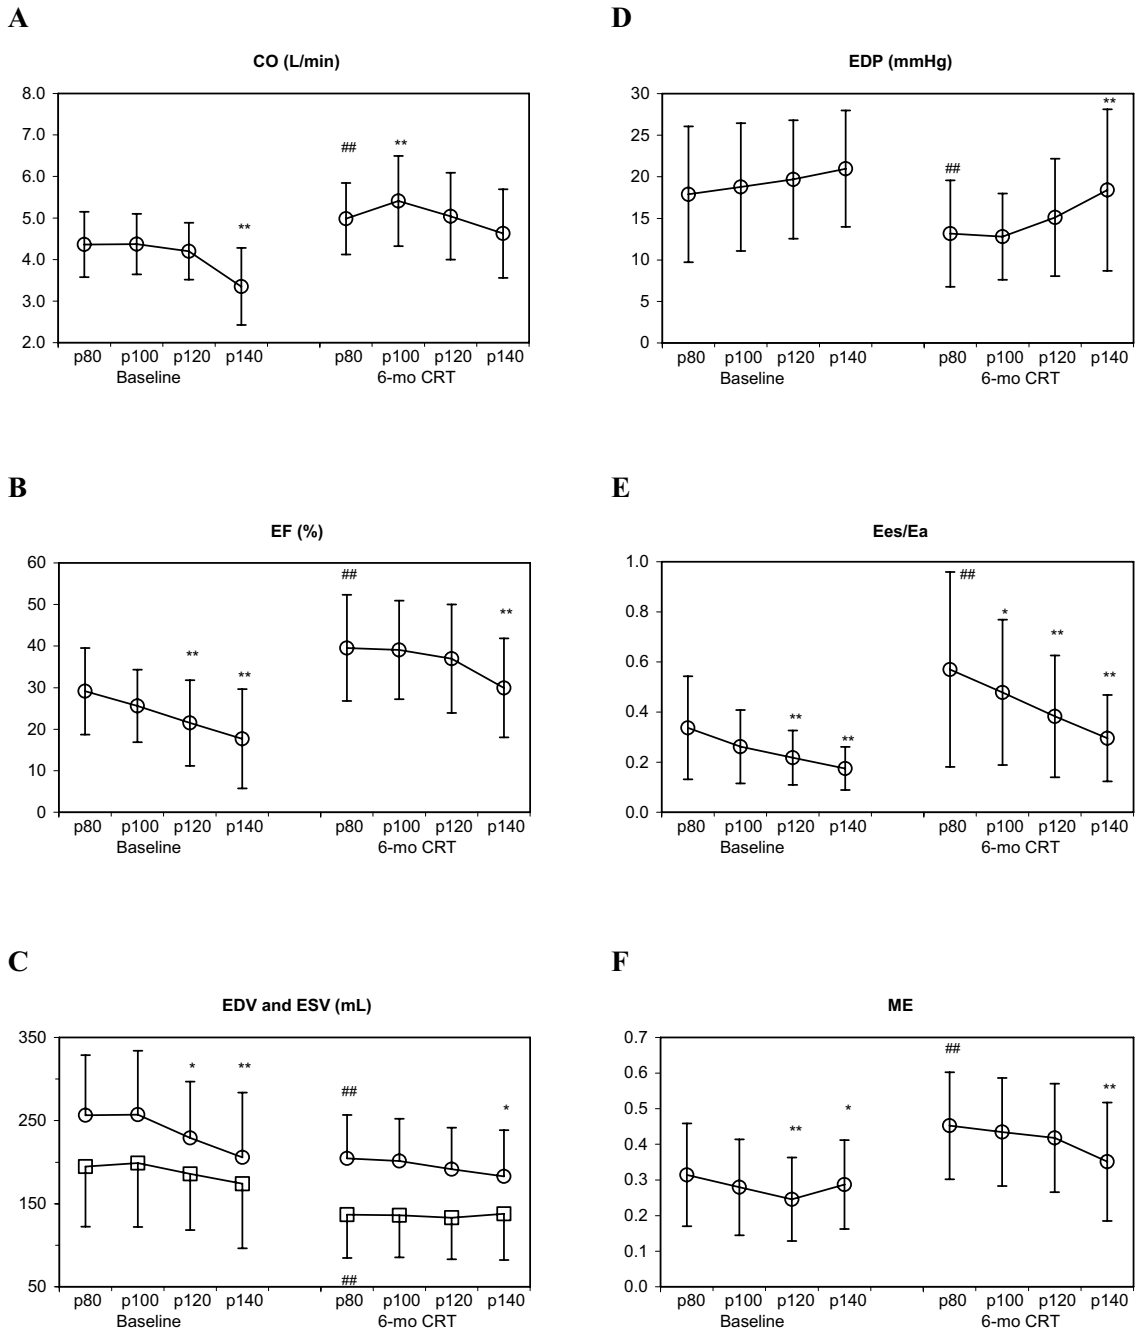 A
CO (L/min)
8.0
7.0
6.0
5.0
4.0
3.0
2.0
##
**
**
p80 p100 p120 p140 p80 p100 p120 p140
Baseline 6-mo CRT
D
EDP (mmHg)
30
25
20
15
10
5
0
**
##
p80 p100 p120 p140 p80 p100 p120 p140
Baseline 6-mo CRT
B
EF (%)
60
50
40
30
20
10
0
##
**
**
**
p80 p100 p120 p140 p80 p100 p120 p140
Baseline 6-mo CRT
E
Ees/Ea
1.0
0.8
0.6
0.4
0.2
0.0
##
*
**
**
**
**
p80 p100 p120 p140 p80 p100 p120 p140
Baseline 6-mo CRT
C
EDV and ESV (mL)
350
250
150
50
* **
##
*
##
p80 p100 p120 p140 p80 p100 p120 p140
Baseline 6-mo CRT
F
ME
0.7
0.6
0.5
0.4
0.3
0.2
0.1
0.0
##
**
*
**
p80 p100 p120 p140 p80 p100 p120 p140
Baseline 6-mo CRT